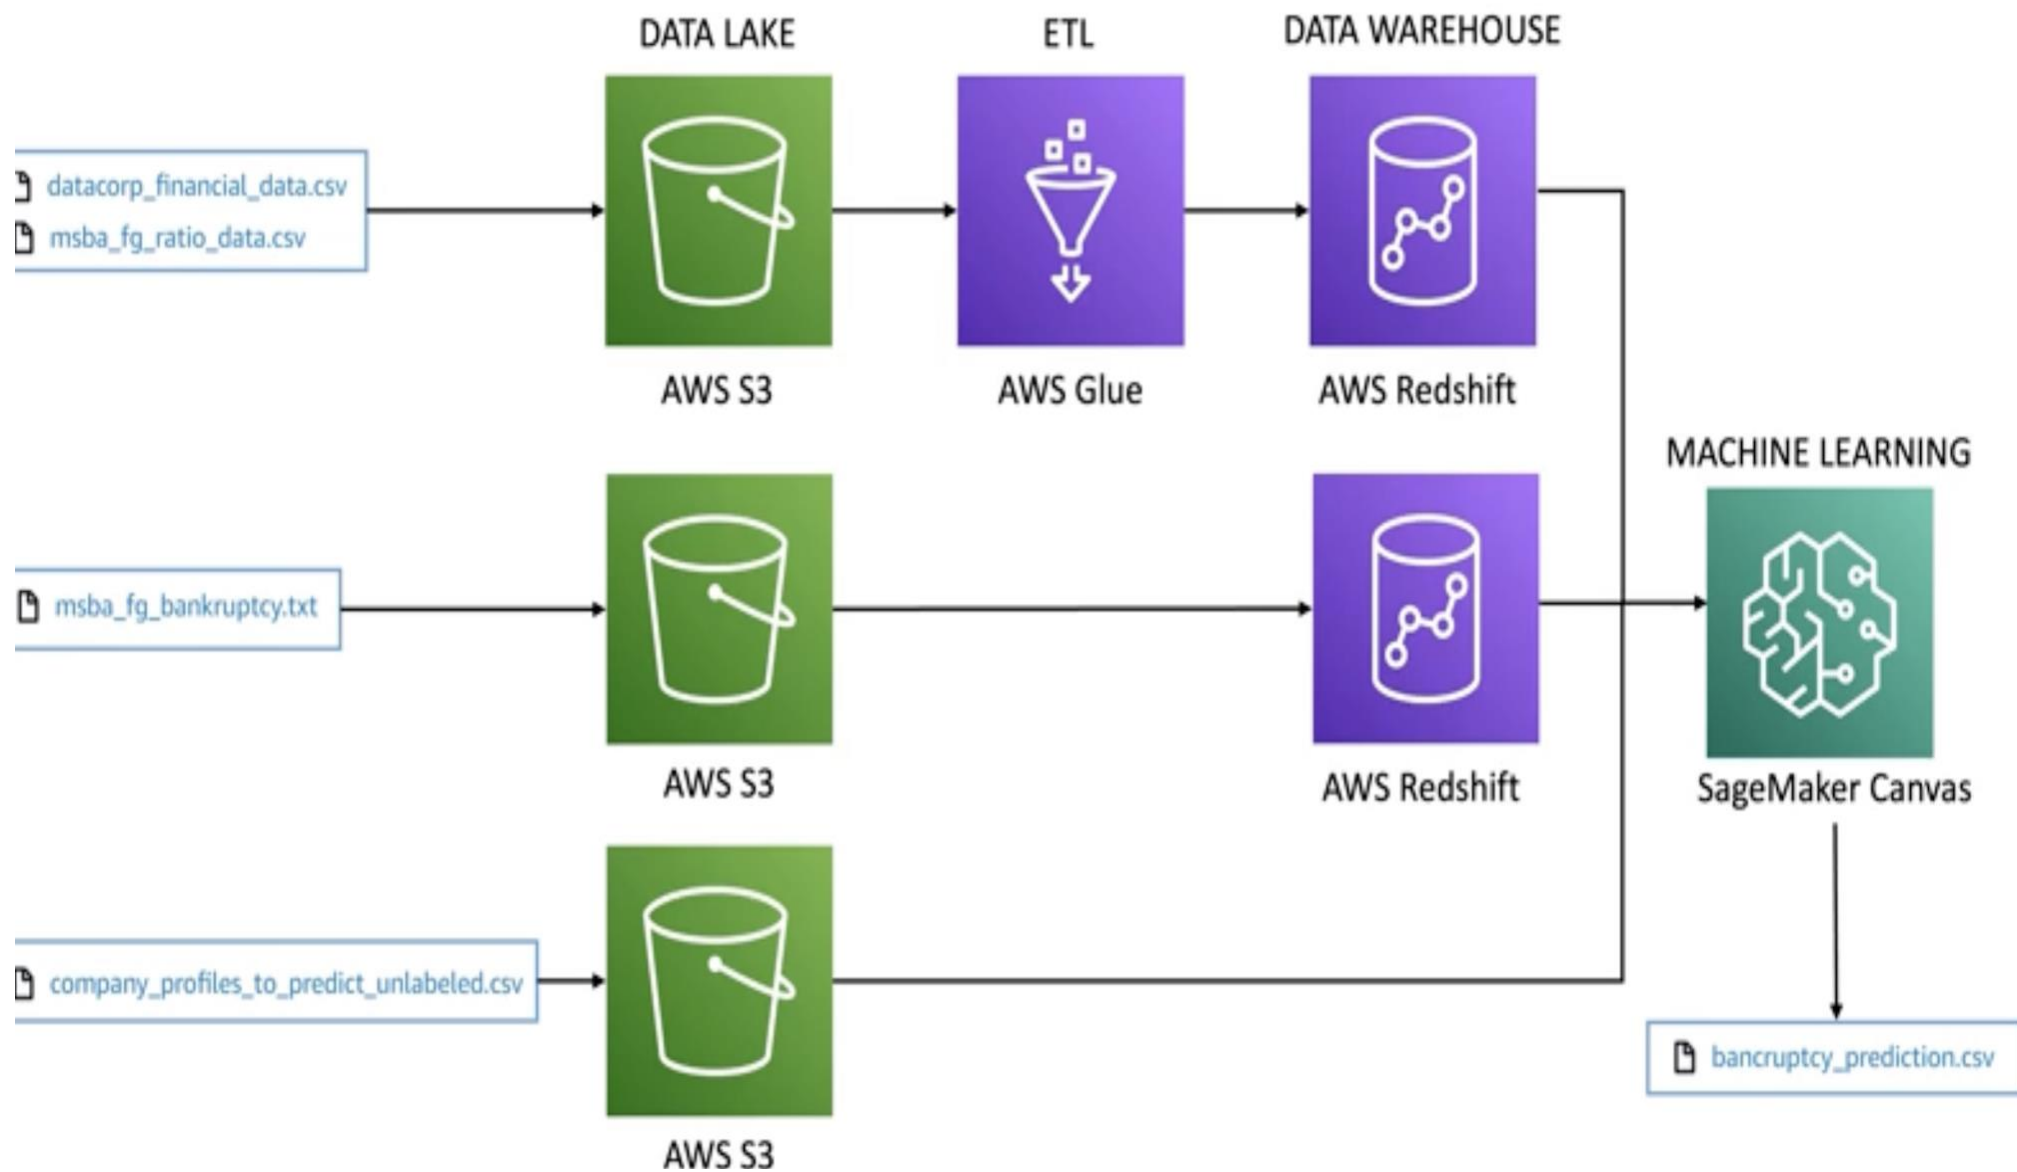 DATA LAKE
ETL
DATA WAREHOUSE
datacorp_financial_data.csv
msba_fg_ratio_data.csv
AWS S3
AWS Glue
AWS Redshift
MACHINE LEARNING
msba_fg_bankruptcy.txt
AWS S3
AWS Redshift
SageMaker Canvas
company_profiles_to_predict_unlabeled.csv
bancruptcy_prediction.csv
AWS S3